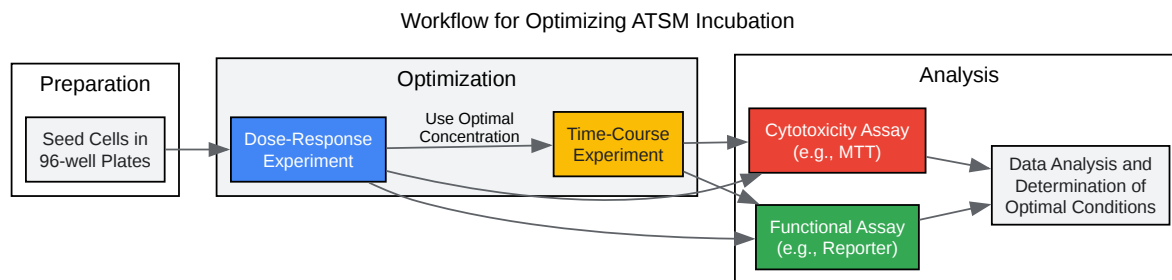 Workflow for Optimizing ATSM Incubation
Preparation
Seed Cells in
96-well Plates
Optimization
Dose-Response
Experiment
Use Optimal
Concentration
Time-Course
Experiment
Analysis
Cytotoxicity Assay
(e.g., MTT)
Functional Assay
(e.g., Reporter)
Data Analysis and
Determination of
Optimal Conditions